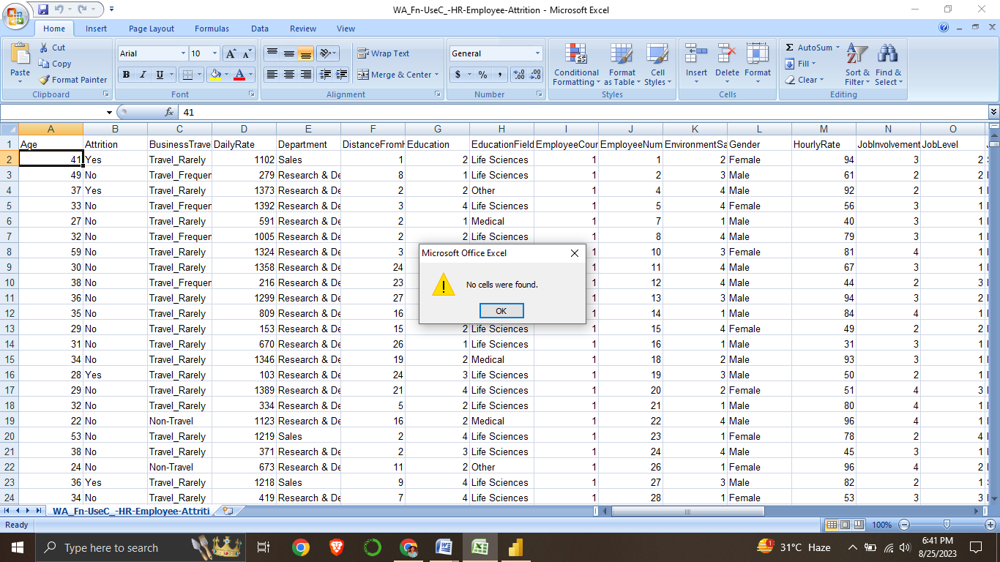 WA_Fn-UseC_-HR-Employee-Attrition - Microsoft Excel
Home Insert Page Layout Formulas Data Review View
Cut
Copy
Format Painter
Paste
Clipboard
Arial 10
B I U
Font
Wrap Text
Merge & Center
Alignment
General
$ % ,
Number
Conditional Formatting
Format as Table
Cell Styles
Styles
Insert Delete Format
Cells
AutoSum
Fill
Clear
Sort & Filter
Find & Select
Editing
fx 41
A B C D E F G H I J K L M N O
1 Age Attrition BusinessTravel DailyRate Department DistanceFromH Education EducationField EmployeeCoun EmployeeNum EnvironmentSa Gender HourlyRate JobInvolvement JobLevel
2 41 Yes Travel_Rarely 1102 Sales 1 2 Life Sciences 1 1 2 Female 94 3 2
3 49 No Travel_Frequen 279 Research & De 8 1 Life Sciences 1 2 3 Male 61 2 2
4 37 Yes Travel_Rarely 1373 Research & De 2 2 Other 1 4 4 Male 92 2 1
5 33 No Travel_Frequen 1392 Research & De 3 4 Life Sciences 1 5 4 Female 56 3 1
6 27 No Travel_Rarely 591 Research & De 2 1 Medical 1 7 1 Male 40 3 1
7 32 No Travel_Frequen 1005 Research & De 2 2 Life Sciences 1 8 4 Male 79 3 1
8 59 No Travel_Rarely 1324 Research & De 3 10 3 Female 81 4 1
9 30 No Travel_Rarely 1358 Research & De 24 11 4 Male 67 3 1
10 38 No Travel_Frequen 216 Research & De 23 12 4 Male 44 2 3
11 36 No Travel_Rarely 1299 Research & De 27 13 3 Male 94 3 2
12 35 No Travel_Rarely 809 Research & De 16 14 1 Male 84 4 1
13 29 No Travel_Rarely 153 Research & De 15 2 Life Sciences 1 15 4 Female 49 2 2
14 31 No Travel_Rarely 670 Research & De 26 1 Life Sciences 1 16 1 Male 31 3 1
15 34 No Travel_Rarely 1346 Research & De 19 2 Medical 1 18 2 Male 93 3 1
16 28 Yes Travel_Rarely 103 Research & De 24 3 Life Sciences 1 19 3 Male 50 2 1
17 29 No Travel_Rarely 1389 Research & De 21 4 Life Sciences 1 20 2 Female 51 4 3
18 32 No Travel_Rarely 334 Research & De 5 2 Life Sciences 1 21 1 Male 80 4 1
19 22 No Non-Travel 1123 Research & De 16 2 Medical 1 22 4 Male 96 4 1
20 53 No Travel_Rarely 1219 Sales 2 4 Life Sciences 1 23 1 Female 78 2 4
21 38 No Travel_Rarely 371 Research & De 2 3 Life Sciences 1 24 4 Male 45 3 1
22 24 No Non-Travel 673 Research & De 11 2 Other 1 26 1 Female 96 4 2
23 36 Yes Travel_Rarely 1218 Sales 9 4 Life Sciences 1 27 3 Male 82 2 1
24 34 No Travel_Rarely 419 Research & De 7 4 Life Sciences 1 28 1 Female 53 3 3
Microsoft Office Excel
No cells were found.
OK
WA_Fn-UseC_-HR-Employee-Attriti
Ready 100%
Type here to search
31°C Haze
6:41 PM
8/25/2023